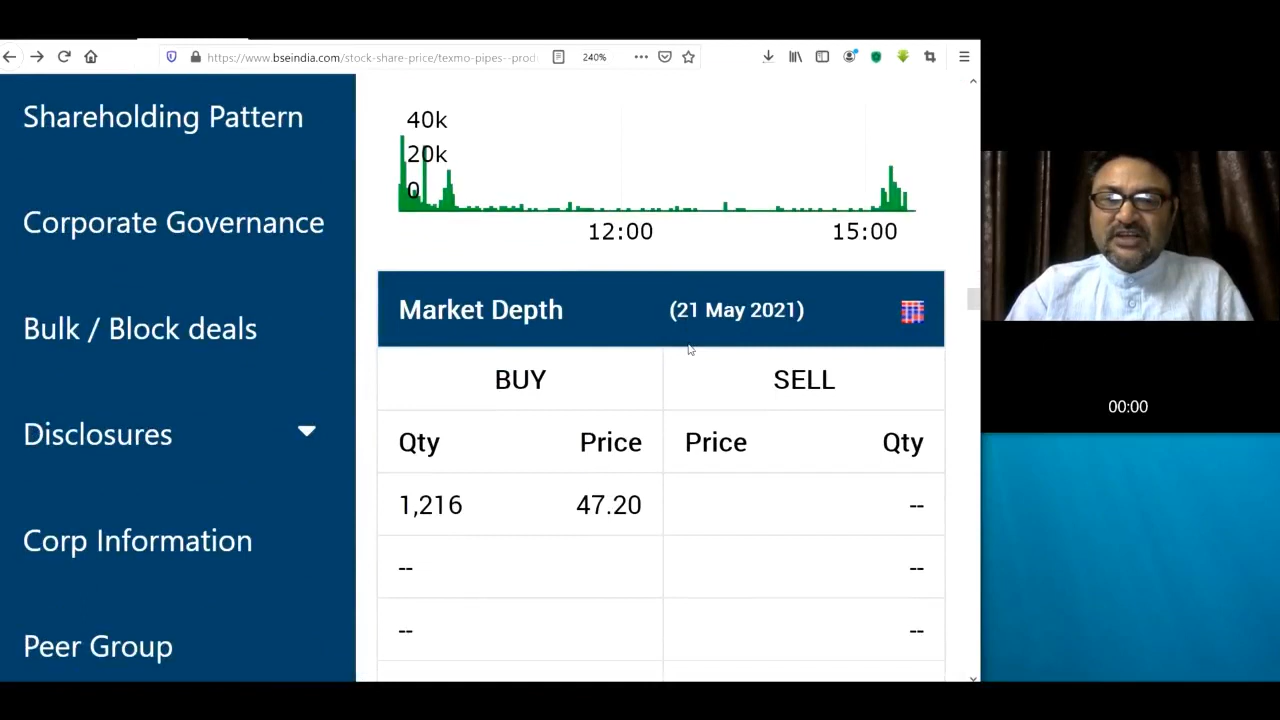 https://www.bseindia.com/stock-share-price/texmo-pipes--prod
240%
Shareholding Pattern
Corporate Governance
Bulk / Block deals
Disclosures
Corp Information
Peer Group
40k
20k
0
12:00
15:00
Market Depth
(21 May 2021)
BUY
SELL
Qty
Price
Price
Qty
1,216
47.20
--
--
--
--
--
00:00